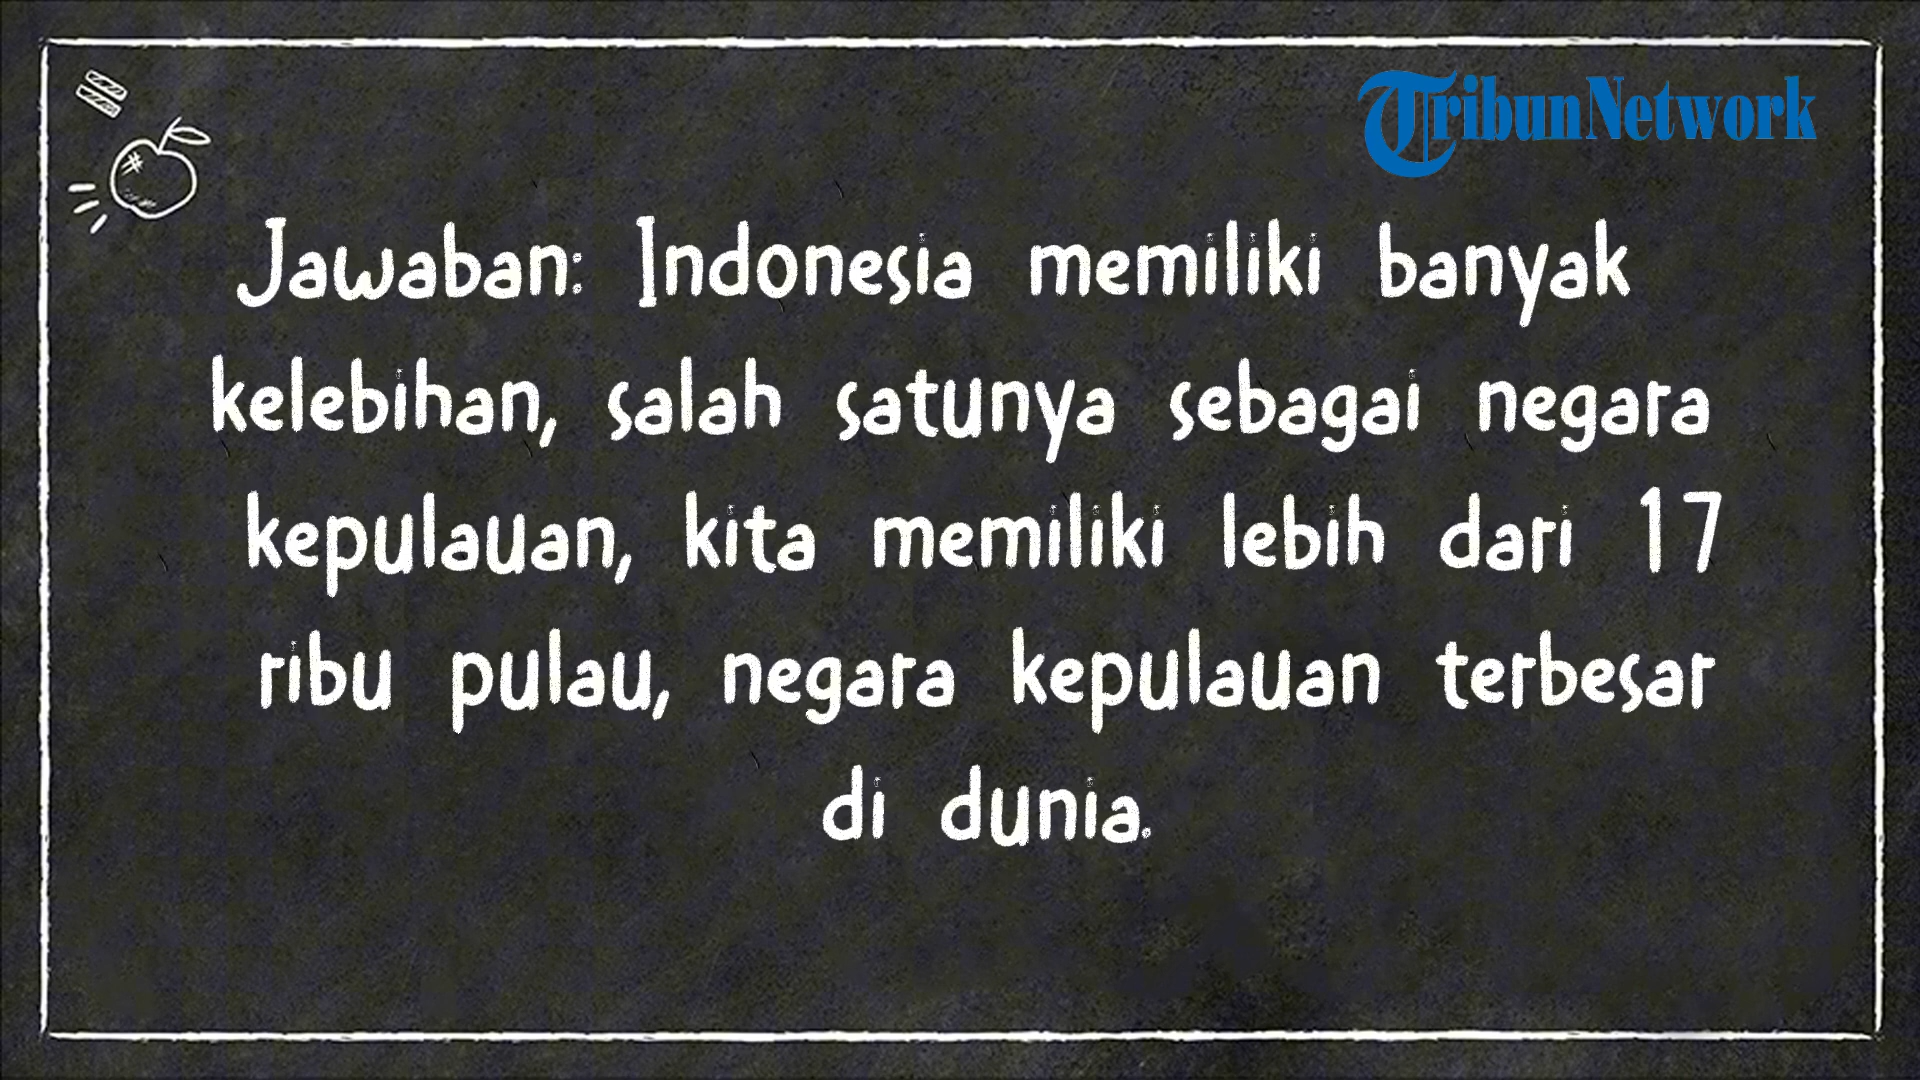 TribunNetwork
Jawaban: Indonesia memiliki banyak
kelebihan, salah satunya sebagai negara
kepulauan, kita memiliki lebih dari 17
ribu pulau, negara kepulauan terbesar
di dunia.